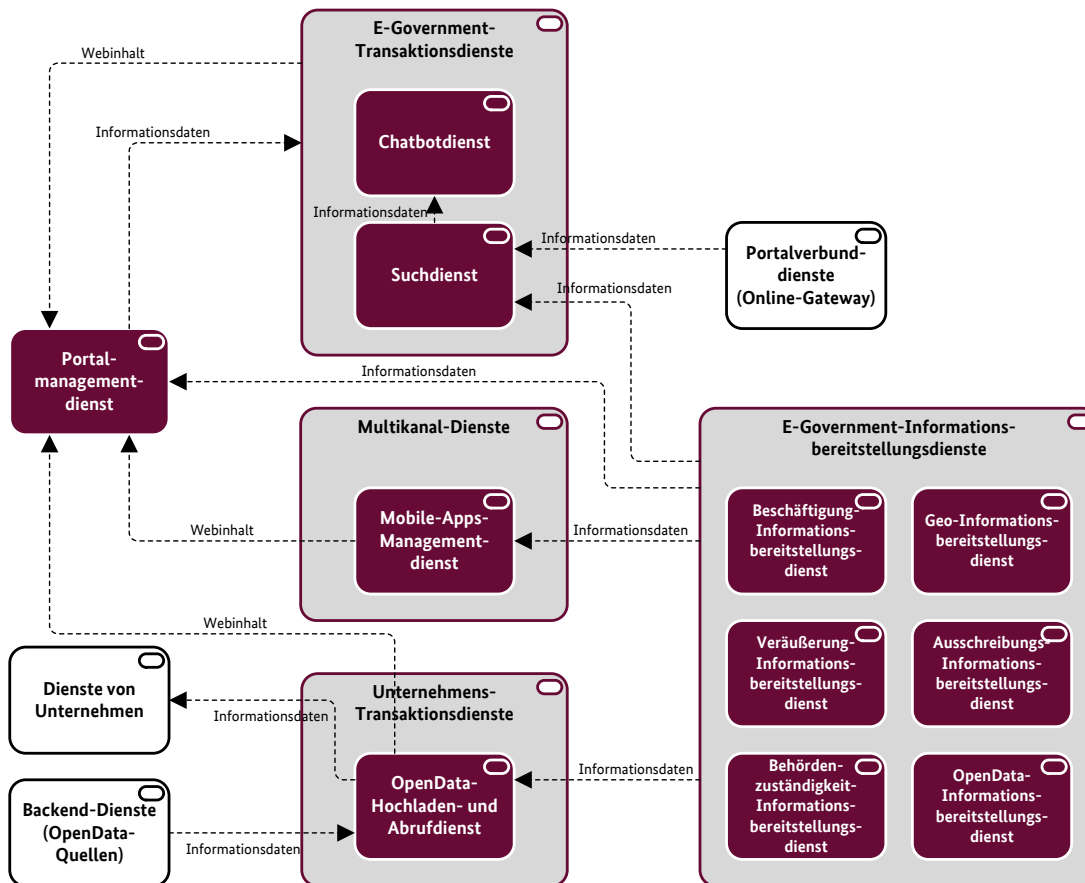 E-Government-
Transaktionsdienste
Webinhalt
Informationsdaten
Chatbotdienst
Informationsdaten
Suchdienst
Informationsdaten
Informationsdaten
Portalverbund-
dienste
(Online-Gateway)
Portal-
management-
dienst
Informationsdaten
Multikanal-Dienste
Mobile-Apps-
Management-
dienst
Webinhalt
Informationsdaten
E-Government-Informations-
bereitstellungsdienste
Beschäftigung-
Informations-
bereitstellungs-
dienst
Geo-Informations-
bereitstellungs-
dienst
Veräußerung-
Informations-
bereitstellungs-
dienst
Ausschreibungs-
Informations-
bereitstellungs-
dienst
Behörden-
zuständigkeit-
Informations-
bereitstellungs-
dienst
OpenData-
Informations-
bereitstellungs-
dienst
Webinhalt
Dienste von
Unternehmen
Informationsdaten
Unternehmens-
Transaktionsdienste
OpenData-
Hochladen- und
Abrufdienst
Informationsdaten
Backend-Dienste
(OpenData-
Quellen)
Informationsdaten